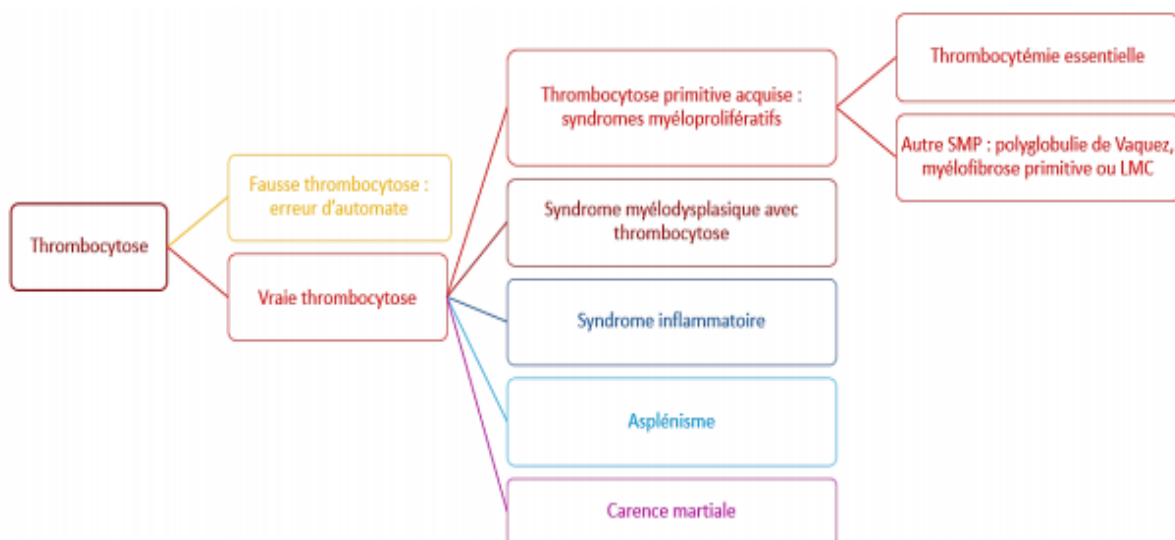 Thrombocytose
Fausse thrombocytose :
erreur d'automate
Vraie thrombocytose
Thrombocytose primitive acquise :
syndromes myéloprolifératifs
Thrombocytémie essentielle
Autre SMP : polyglobulie de Vaquez,
myélofibrose primitive ou LMC
Syndrome myélodysplasique avec
thrombocytose
Syndrome inflammatoire
Asplénisme
Carence martiale